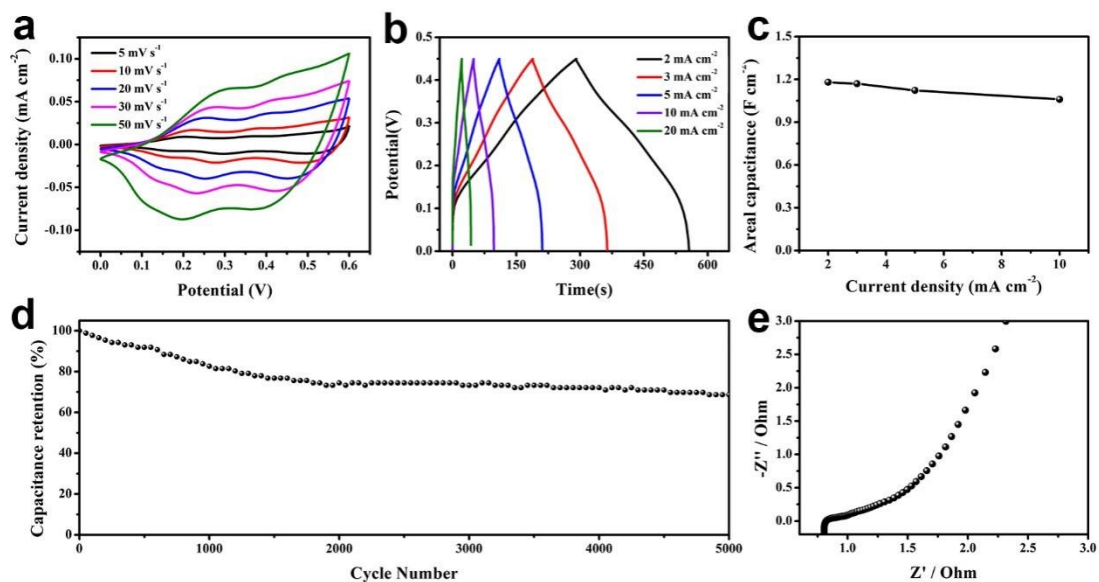 a
Current density (mA cm⁻²)
0.10
0.05
0.00
-0.05
-0.10
5 mV s⁻¹
10 mV s⁻¹
20 mV s⁻¹
30 mV s⁻¹
50 mV s⁻¹
0.0 0.1 0.2 0.3 0.4 0.5 0.6
Potential (V)
b
Potential(V)
0.5
0.4
0.3
0.2
0.1
0.0
2 mA cm⁻²
3 mA cm⁻²
5 mA cm⁻²
10 mA cm⁻²
20 mA cm⁻²
0 150 300 450 600
Time(s)
c
Areal capacitance (F cm⁻²)
1.5
1.2
0.9
0.6
0.3
0.0
2 4 6 8 10
Current density (mA cm⁻²)
d
Capacitance retention (%)
100
80
60
40
20
0
0 1000 2000 3000 4000 5000
Cycle Number
e
-Z'' / Ohm
3.0
2.5
2.0
1.5
1.0
0.5
0.0
1.0 1.5 2.0 2.5 3.0
Z' / Ohm